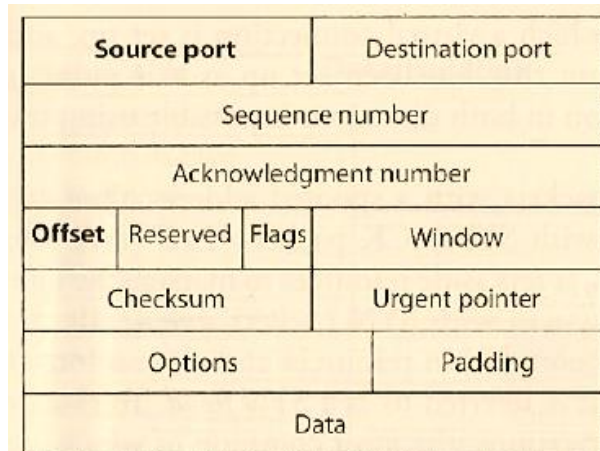 Source port Destination port
Sequence number
Acknowledgment number
Offset Reserved Flags Window
Checksum Urgent pointer
Options Padding
Data